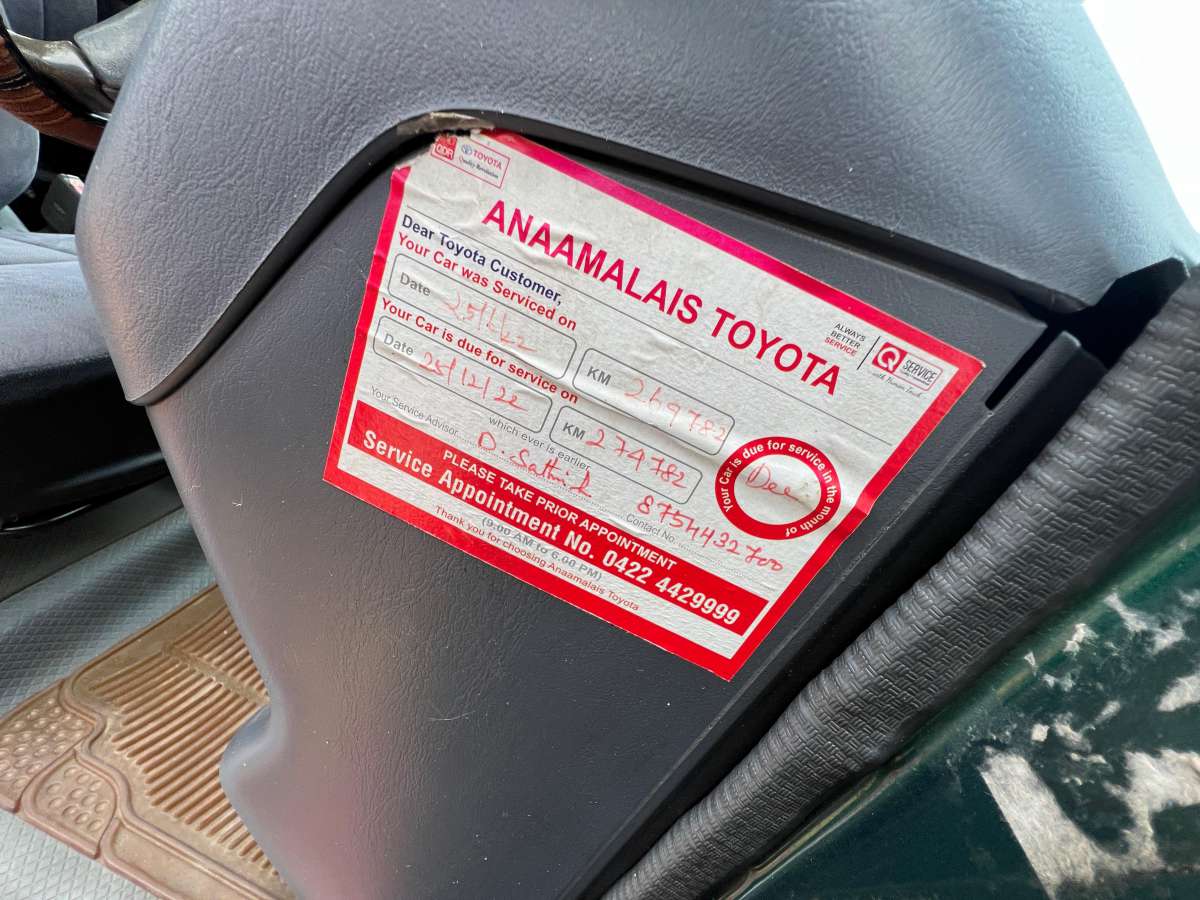 QDR TOYOTA
Quality Revolution
ANAAMALAIS TOYOTA
ALWAYS
BETTER
SERVICE
Q SERVICE
with Human Touch
Dear Toyota Customer,
Your Car was Serviced on
Date KM 269782
Your Car is due for service on
Date 25/12/22 KM 274782
which ever is earlier
Your Car is due for service in the month of
Dec
Your Service Advisor D. Contact No. 8754432700
PLEASE TAKE PRIOR APPOINTMENT
Service Appointment No. 0422 4429999
(9.00 AM to 6.00 PM)
Thank you for choosing Anaamalais Toyota